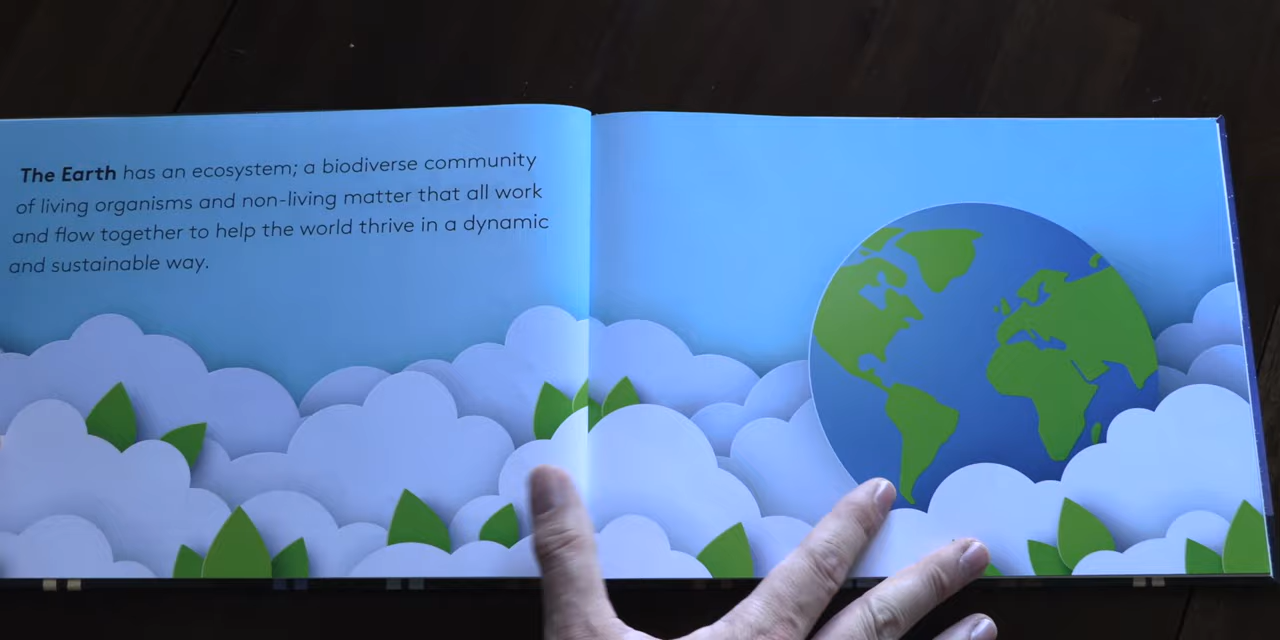 The Earth has an ecosystem; a biodiverse community
of living organisms and non-living matter that all work
and flow together to help the world thrive in a dynamic
and sustainable way.